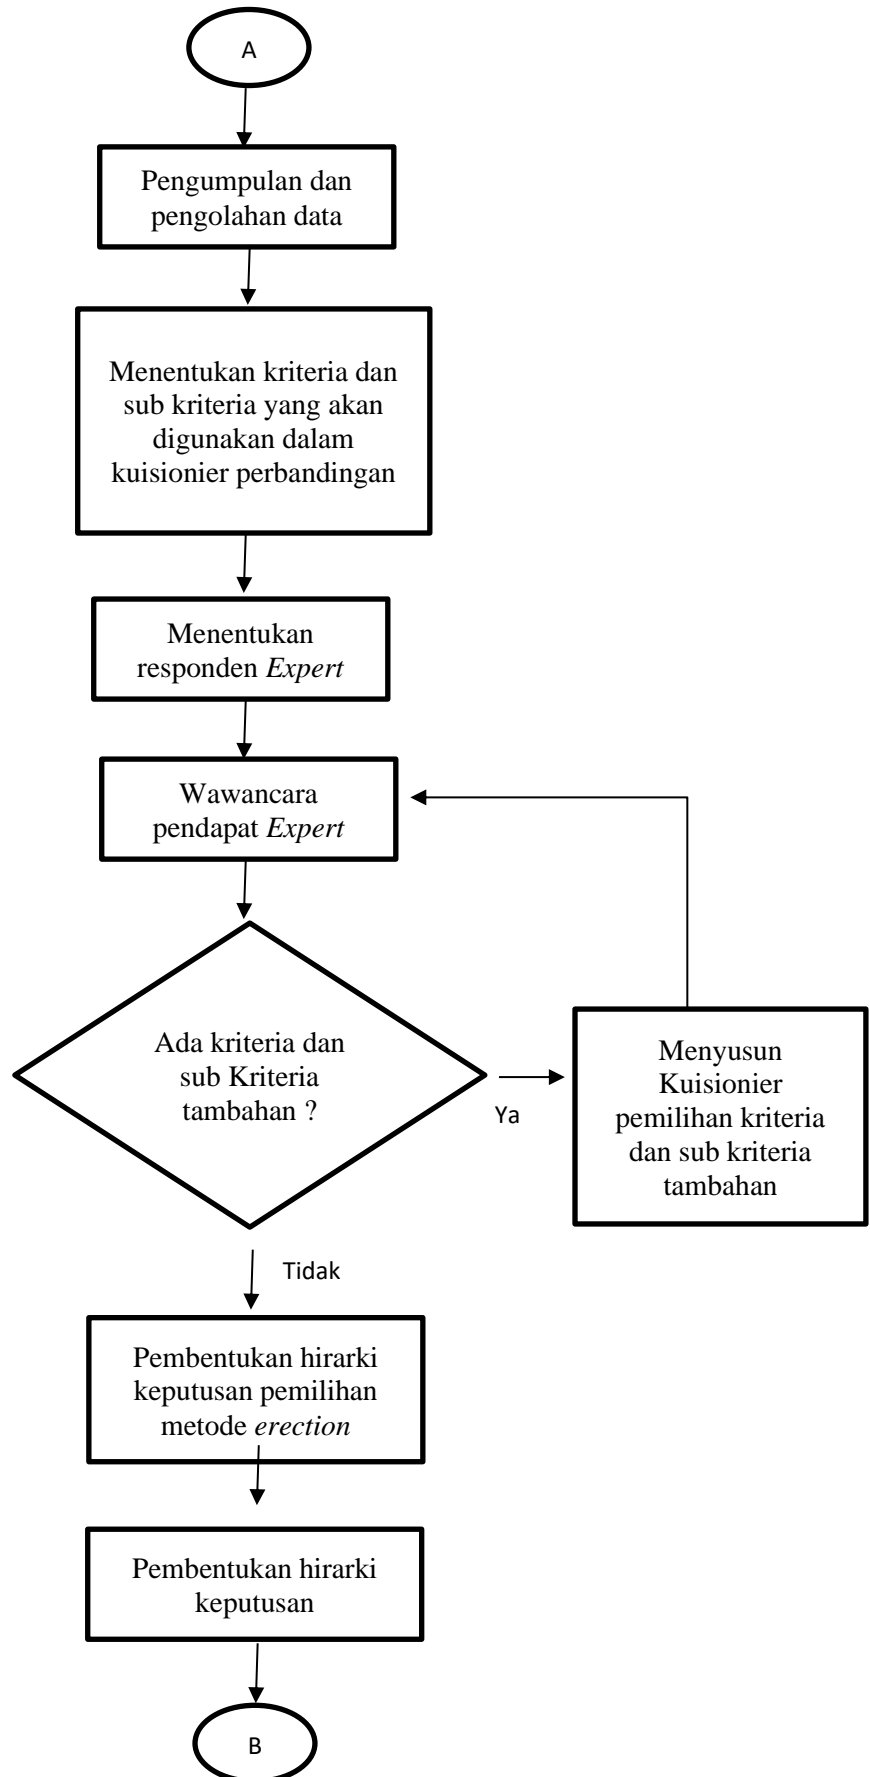 A
Pengumpulan dan
pengolahan data
Menentukan kriteria dan
sub kriteria yang akan
digunakan dalam
kuisionier perbandingan
Menentukan
responden Expert
Wawancara
pendapat Expert
Ada kriteria dan
sub Kriteria
tambahan ?
Ya
Menyusun
Kuisionier
pemilihan kriteria
dan sub kriteria
tambahan
Tidak
Pembentukan hirarki
keputusan pemilihan
metode erection
Pembentukan hirarki
keputusan
B